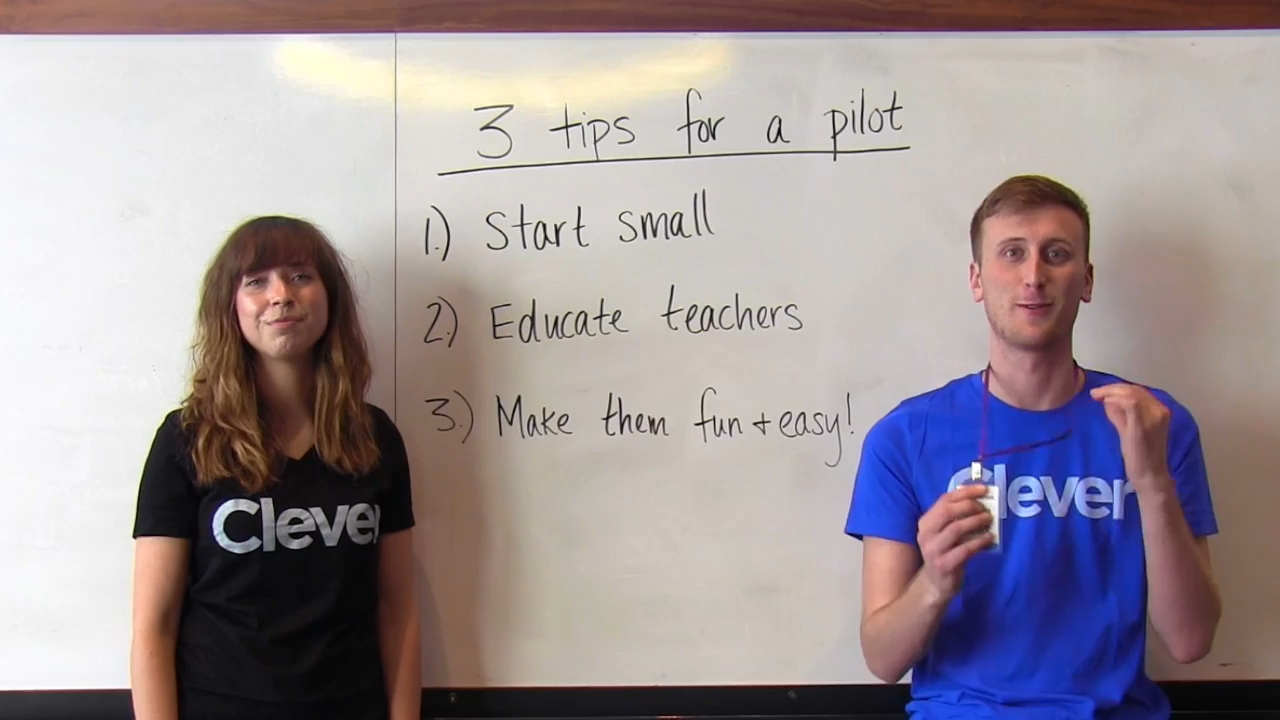 3 tips for a pilot
1.) Start small
2.) Educate teachers
3.) Make them fun + easy!
Clever
Clever